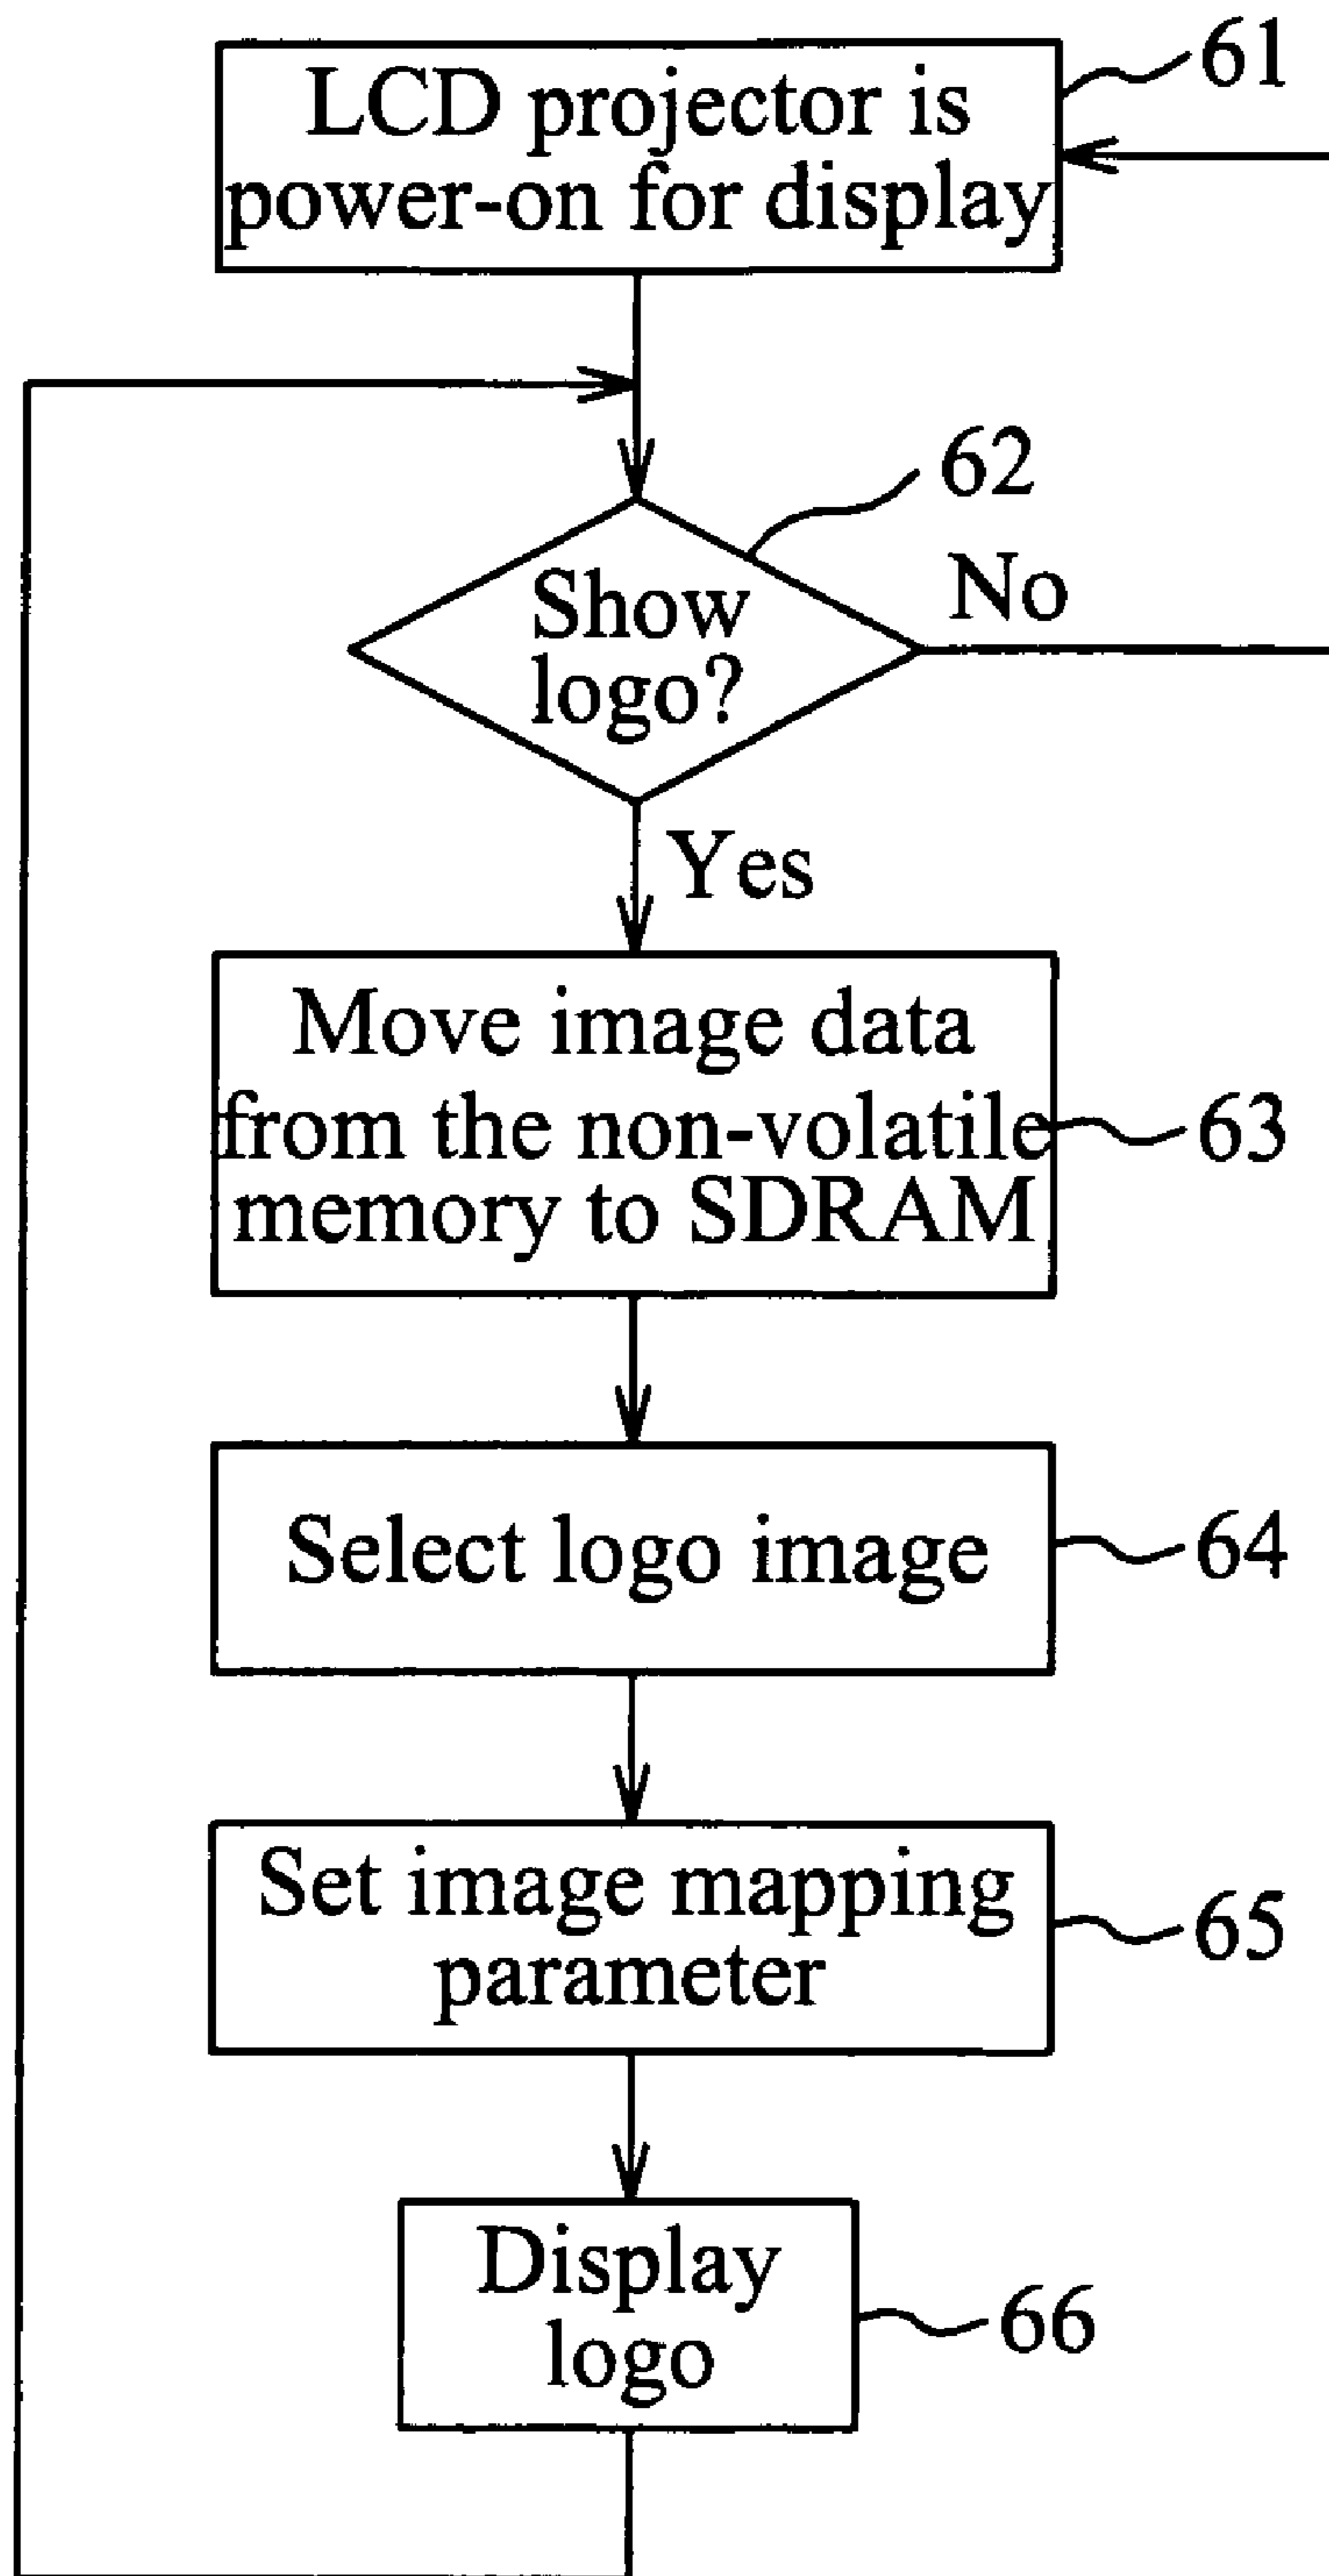 61
LCD projector is
power-on for display
62
Show
logo?
No
Yes
Move image data
from the non-volatile
memory to SDRAM
63
Select logo image
64
Set image mapping
parameter
65
Display
logo
66